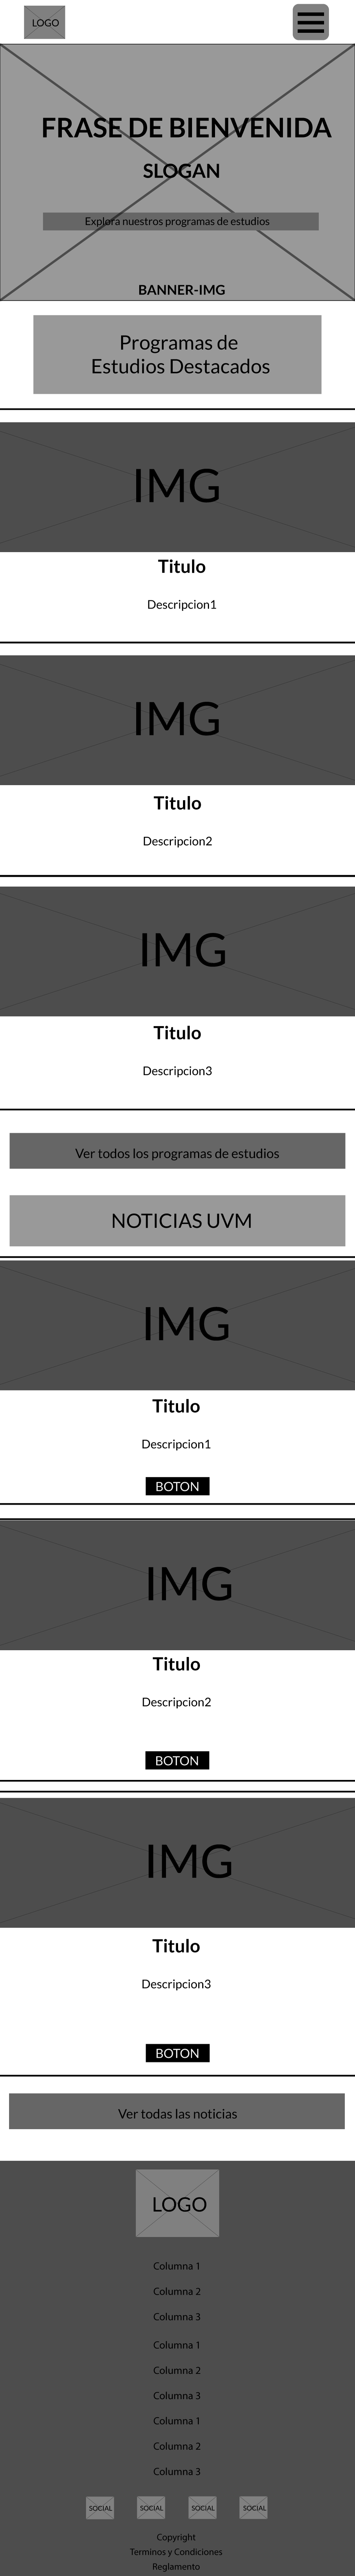 LOGO
FRASE DE BIENVENIDA
SLOGAN
Explora nuestros programas de estudios
BANNER-IMG
Programas de
Estudios Destacados
IMG
Titulo
Descripcion1
IMG
Titulo
Descripcion2
IMG
Titulo
Descripcion3
Ver todos los programas de estudios
NOTICIAS UVM
IMG
Titulo
Descripcion1
BOTON
IMG
Titulo
Descripcion2
BOTON
IMG
Titulo
Descripcion3
BOTON
Ver todas las noticias
LOGO
Columna 1
Columna 2
Columna 3
Columna 1
Columna 2
Columna 3
Columna 1
Columna 2
Columna 3
SOCIAL SOCIAL SOCIAL SOCIAL
Copyright
Terminos y Condiciones
Reglamento